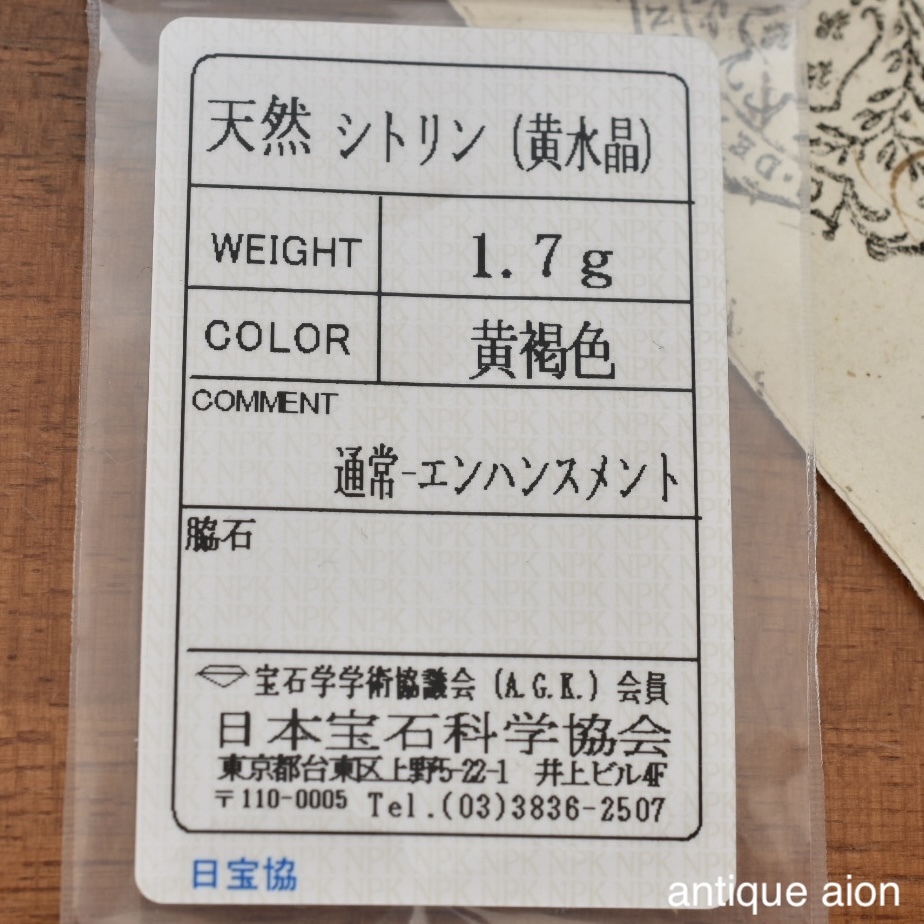 天然 シトリン (黄水晶)
WEIGHT 1.7g
COLOR 黄褐色
COMMENT
通常-エンハンスメント
脇石
宝石学学術協議会 (A.G.K.) 会員
日本宝石科学協会
東京都台東区上野5-22-1 井上ビル4F
〒110-0005 Tel.(03)3836-2507
日宝協
antique aion